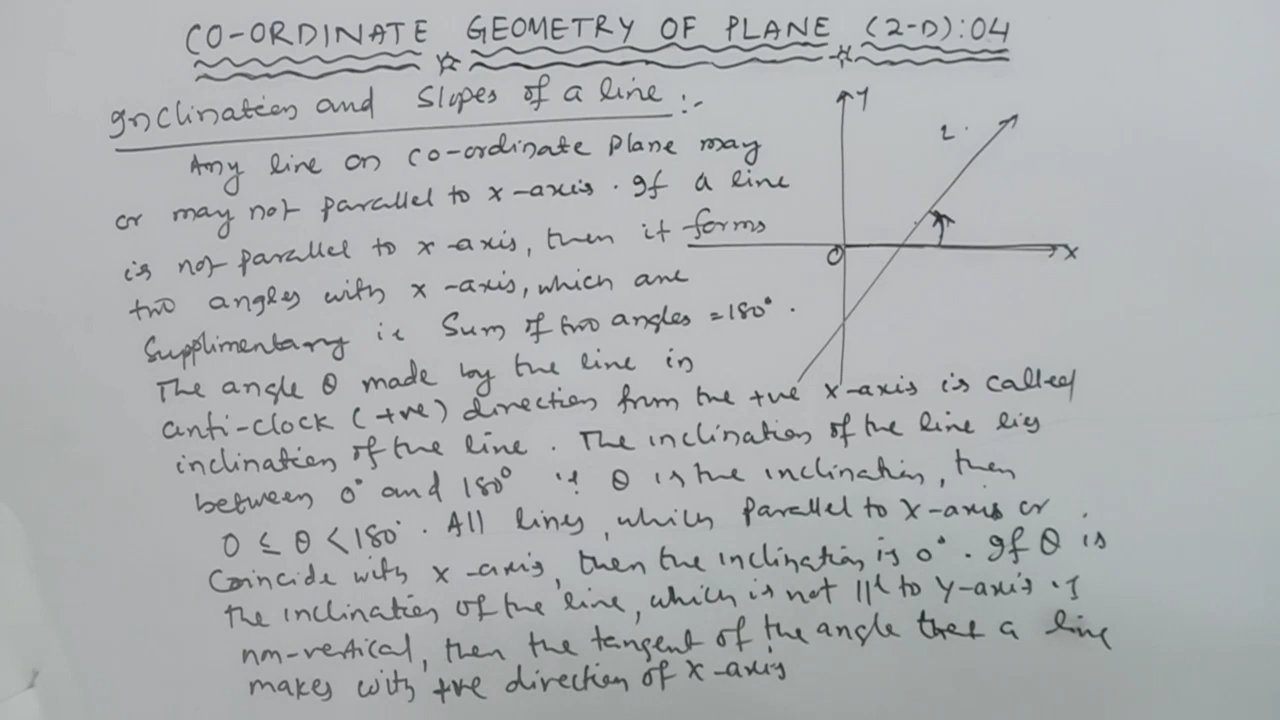 CO-ORDINATE GEOMETRY OF PLANE (2-D):04
Inclination and Slopes of a line :-
Any line on co-ordinate plane may
or may not parallel to x-axis. If a line
is not parallel to x-axis, then it forms
two angles with x-axis, which are
Supplimentary ie Sum of two angles =180°.
The angle θ made by the line in
anti-clock (+ve) direction from the +ve x-axis is called
inclination of the line. The inclination of the line lies
between 0° and 180° if θ is the inclination, then
0 ≤ θ < 180°. All lines, which parallel to x-axis or
Coincide with x-axis, then the inclination is 0°. If θ is
the inclination of the line, which is not ||l to Y-axis
non-vertical, then the tangent of the angle that a line
makes with +ve direction of x-axis
Y
L
O
X